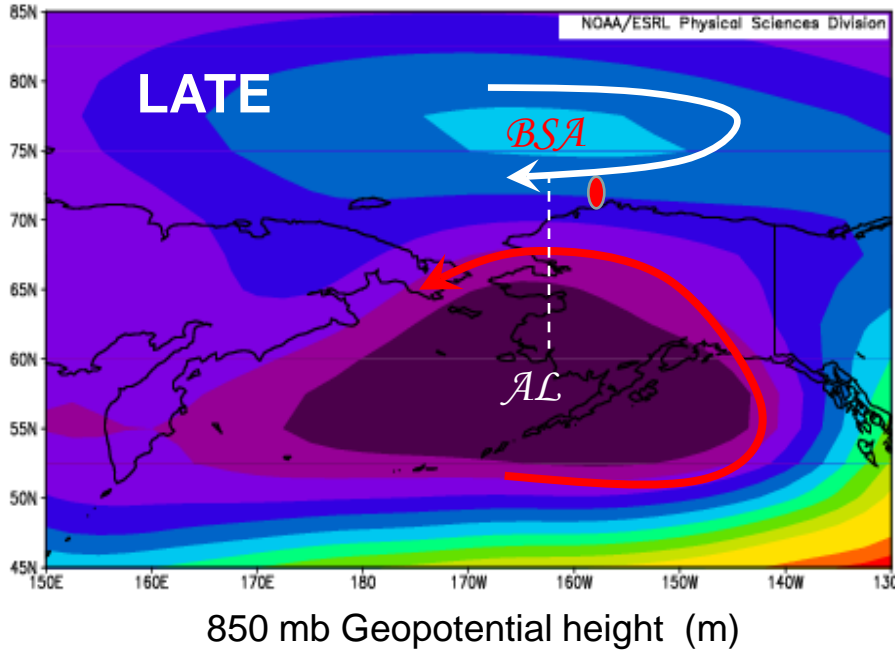 NOAA/ESRL Physical Sciences Division
85N
80N
75N
70N
65N
60N
55N
50N
45N
LATE
BSA
AL
150E 160E 170E 180 170W 160W 150W 140W 130
850 mb Geopotential height (m)